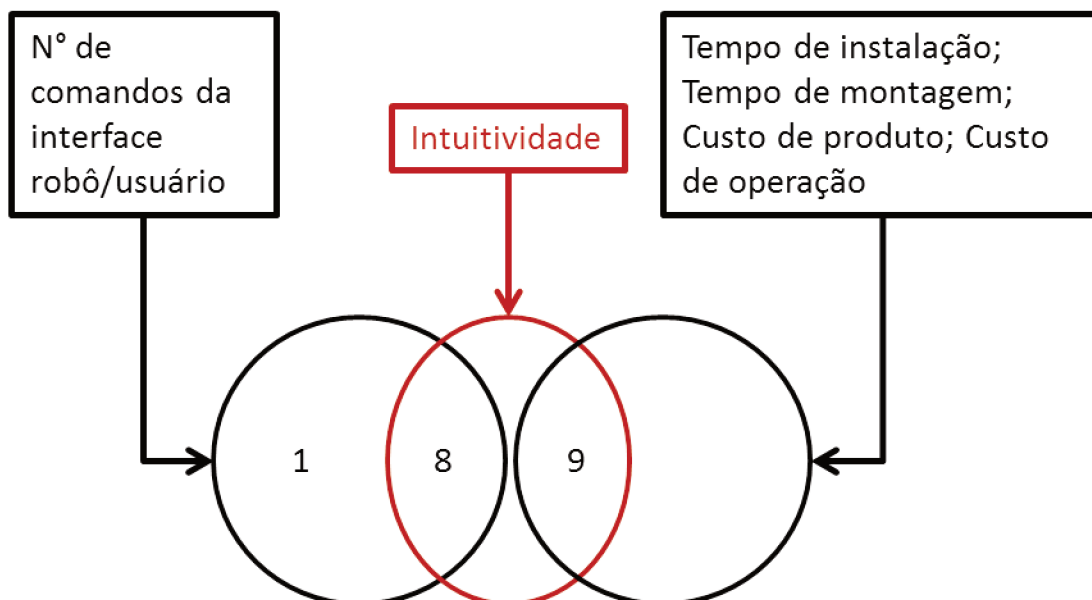 N° de
comandos da
interface
robô/usuário
Intuitividade
Tempo de instalação;
Tempo de montagem;
Custo de produto; Custo
de operação
1
8
9